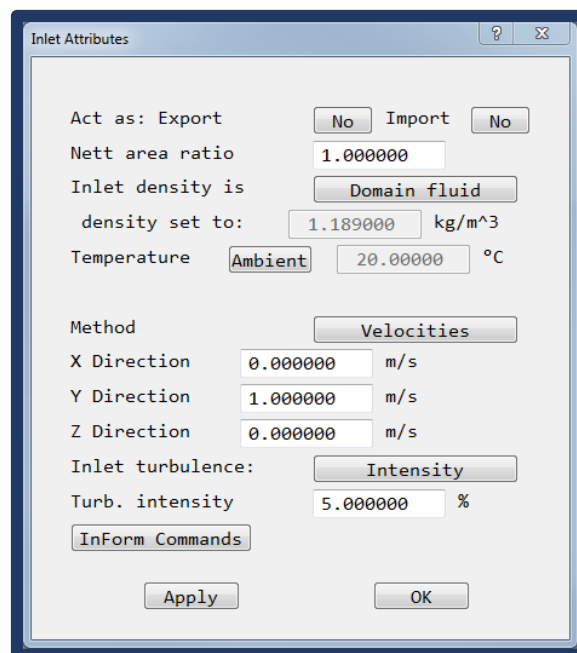 Inlet Attributes ?
Act as: Export No Import No
Nett area ratio 1.000000
Inlet density is Domain fluid
density set to: 1.189000 kg/m^3
Temperature Ambient 20.00000 °C
Method Velocities
X Direction 0.000000 m/s
Y Direction 1.000000 m/s
Z Direction 0.000000 m/s
Inlet turbulence: Intensity
Turb. intensity 5.000000 %
InForm Commands
Apply OK